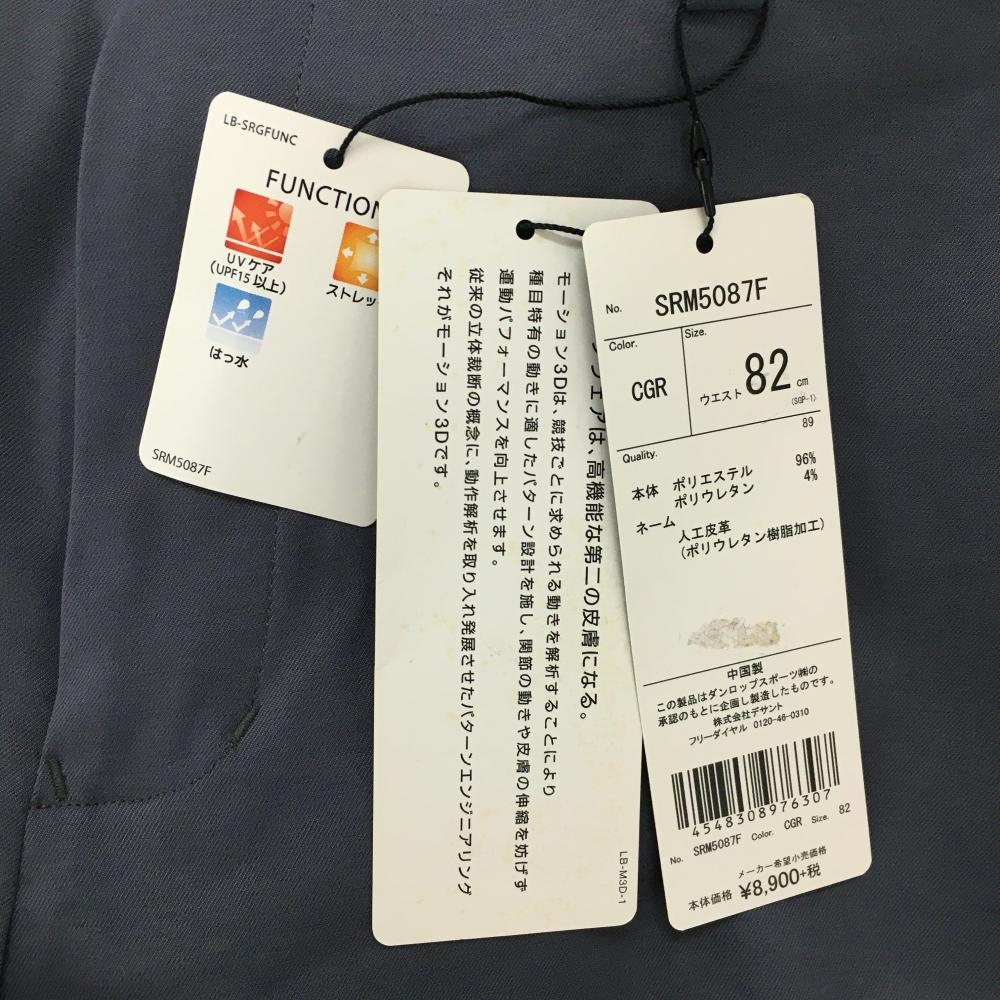 LB-SRGFUNC
FUNCTION
UVケア
(UPF15以上)
ストレッ
はっ水
SRM5087F
ウェアは、高機能な第二の皮膚になる。
モーション3Dは、競技ごとに求められる動きを解析することにより
種目特有の動きに適したパターン設計を施し、関節の動きや皮膚の伸縮を妨げず
運動パフォーマンスを向上させます。
従来の立体裁断の概念に、動作解析を取り入れ発展させたパターンエンジニアリング
それがモーション3Dです。
LB-M3D-1
No. SRM5087F
Color. Size.
CGR ウエスト 82 cm
(SGP-1)
89
Quality.
本体 ポリエステル 96%
ポリウレタン 4%
ネーム 人工皮革
(ポリウレタン樹脂加工)
中国製
この製品はダンロップスポーツ㈱の
承認のもとに企画し製造したものです。
株式会社デサント
フリーダイヤル 0120-46-0310
4548308976307
No. SRM5087F Color. CGR Size. 82
メーカー希望小売価格
本体価格 ¥8,900+税